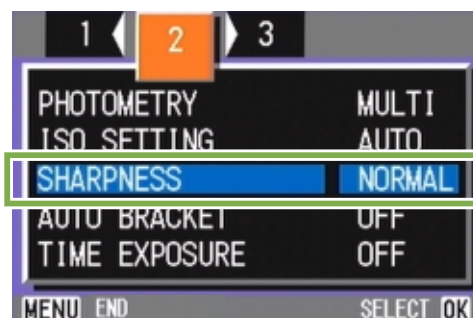 1 2 3
PHOTOMETRY MULTI
ISO SETTING AUTO
SHARPNESS NORMAL
AUTO BRACKET OFF
TIME EXPOSURE OFF
MENU END SELECT OK